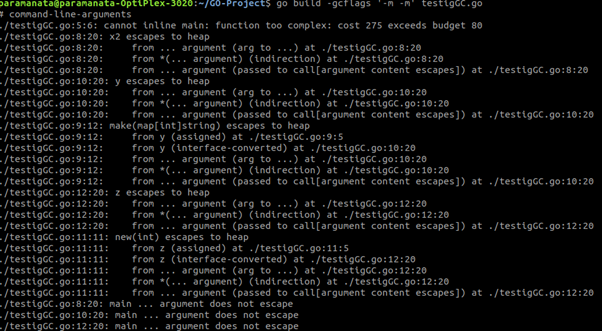 paramanata@paramanata-OptiPlex-3020:~/GO-Project$ go build -gcflags '-m -m' testigGC.go
# command-line-arguments
./testigGC.go:5:6: cannot inline main: function too complex: cost 275 exceeds budget 80
./testigGC.go:8:20: x2 escapes to heap
./testigGC.go:8:20: from ... argument (arg to ...) at ./testigGC.go:8:20
./testigGC.go:8:20: from *(... argument) (indirection) at ./testigGC.go:8:20
./testigGC.go:8:20: from ... argument (passed to call[argument content escapes]) at ./testigGC.go:8:20
./testigGC.go:10:20: y escapes to heap
./testigGC.go:10:20: from ... argument (arg to ...) at ./testigGC.go:10:20
./testigGC.go:10:20: from *(... argument) (indirection) at ./testigGC.go:10:20
./testigGC.go:10:20: from ... argument (passed to call[argument content escapes]) at ./testigGC.go:10:20
./testigGC.go:9:12: make(map[int]string) escapes to heap
./testigGC.go:9:12: from y (assigned) at ./testigGC.go:9:5
./testigGC.go:9:12: from y (interface-converted) at ./testigGC.go:10:20
./testigGC.go:9:12: from ... argument (arg to ...) at ./testigGC.go:10:20
./testigGC.go:9:12: from *(... argument) (indirection) at ./testigGC.go:10:20
./testigGC.go:9:12: from ... argument (passed to call[argument content escapes]) at ./testigGC.go:10:20
./testigGC.go:12:20: z escapes to heap
./testigGC.go:12:20: from ... argument (arg to ...) at ./testigGC.go:12:20
./testigGC.go:12:20: from *(... argument) (indirection) at ./testigGC.go:12:20
./testigGC.go:12:20: from ... argument (passed to call[argument content escapes]) at ./testigGC.go:12:20
./testigGC.go:11:11: new(int) escapes to heap
./testigGC.go:11:11: from z (assigned) at ./testigGC.go:11:5
./testigGC.go:11:11: from z (interface-converted) at ./testigGC.go:12:20
./testigGC.go:11:11: from ... argument (arg to ...) at ./testigGC.go:12:20
./testigGC.go:11:11: from *(... argument) (indirection) at ./testigGC.go:12:20
./testigGC.go:11:11: from ... argument (passed to call[argument content escapes]) at ./testigGC.go:12:20
./testigGC.go:8:20: main ... argument does not escape
./testigGC.go:10:20: main ... argument does not escape
./testigGC.go:12:20: main ... argument does not escape